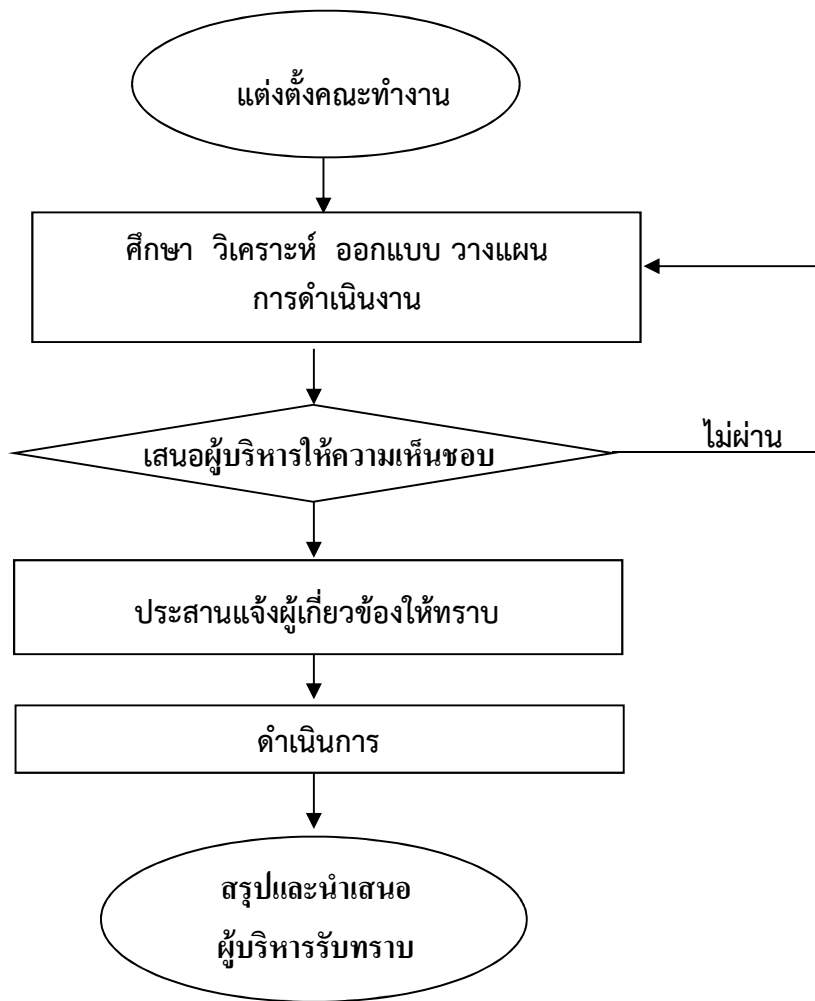 แต่งตั้งคณะทำงาน
ศึกษา วิเคราะห์ ออกแบบ วางแผน
การดำเนินงาน
เสนอผู้บริหารให้ความเห็นชอบ
ไม่ผ่าน
ประสานแจ้งผู้เกี่ยวข้องให้ทราบ
ดำเนินการ
สรุปและนำเสนอ
ผู้บริหารรับทราบ